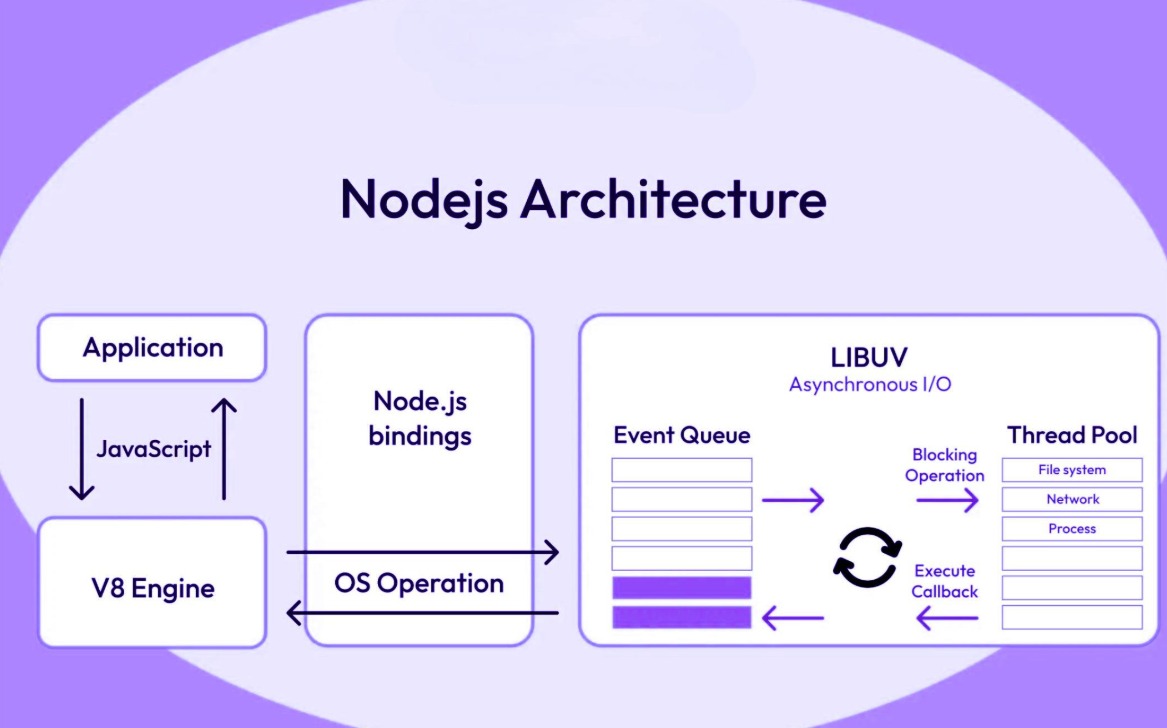 Nodejs Architecture
Application
JavaScript
V8 Engine
Node.js
bindings
OS Operation
LIBUV
Asynchronous I/O
Event Queue
Blocking
Operation
Execute
Callback
Thread Pool
File system
Network
Process